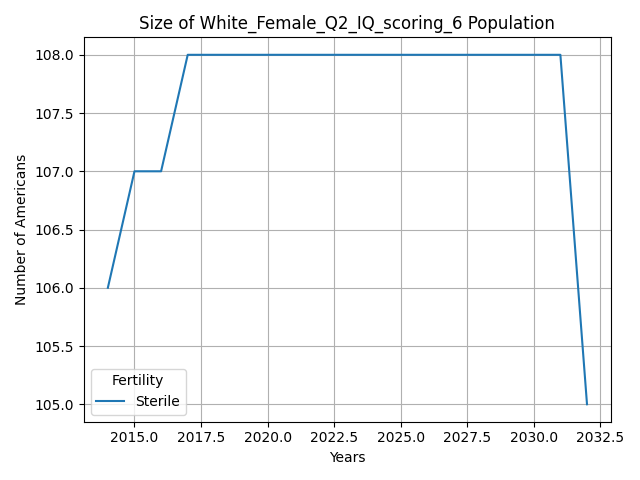 Size of White_Female_Q2_IQ_scoring_6 Population
Number of Americans
108.0
107.5
107.0
106.5
106.0
105.5
105.0
Fertility
Sterile
2015.0 2017.5 2020.0 2022.5 2025.0 2027.5 2030.0 2032.5
Years